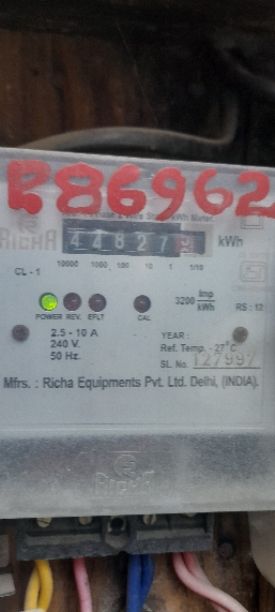 R86962
RICHA
44827
kWh
10000 1000 100 10 1 1/10
CL - 1
3200 Imp
kWh
POWER REV. EFLT CAL
RS : 12
2.5 - 10 A
240 V.
50 Hz.
YEAR :
Ref. Temp. -27°C
SL. No. 127997
Mfrs. : Richa Equipments Pvt. Ltd. Delhi, (INDIA).
RICHA